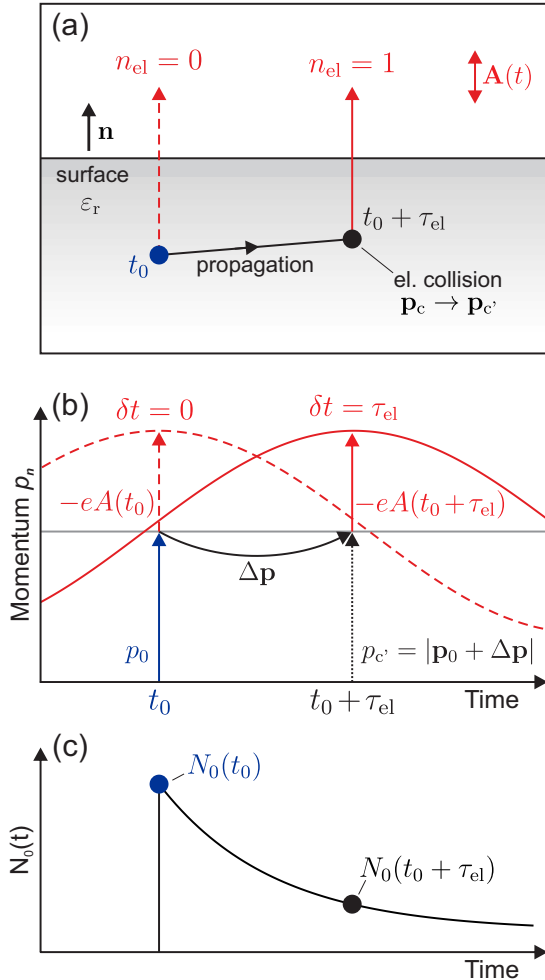 (a)
n_el = 0
n_el = 1
A(t)
n
surface
ε_r
t_0 + τ_el
t_0
propagation
el. collision
p_c → p_c'
(b)
δt = 0
δt = τ_el
Momentum p_n
−eA(t_0)
−eA(t_0 + τ_el)
Δp
p_0
p_c' = |p_0 + Δp|
t_0
t_0 + τ_el
Time
(c)
N_0(t_0)
N_0(t)
N_0(t_0 + τ_el)
Time